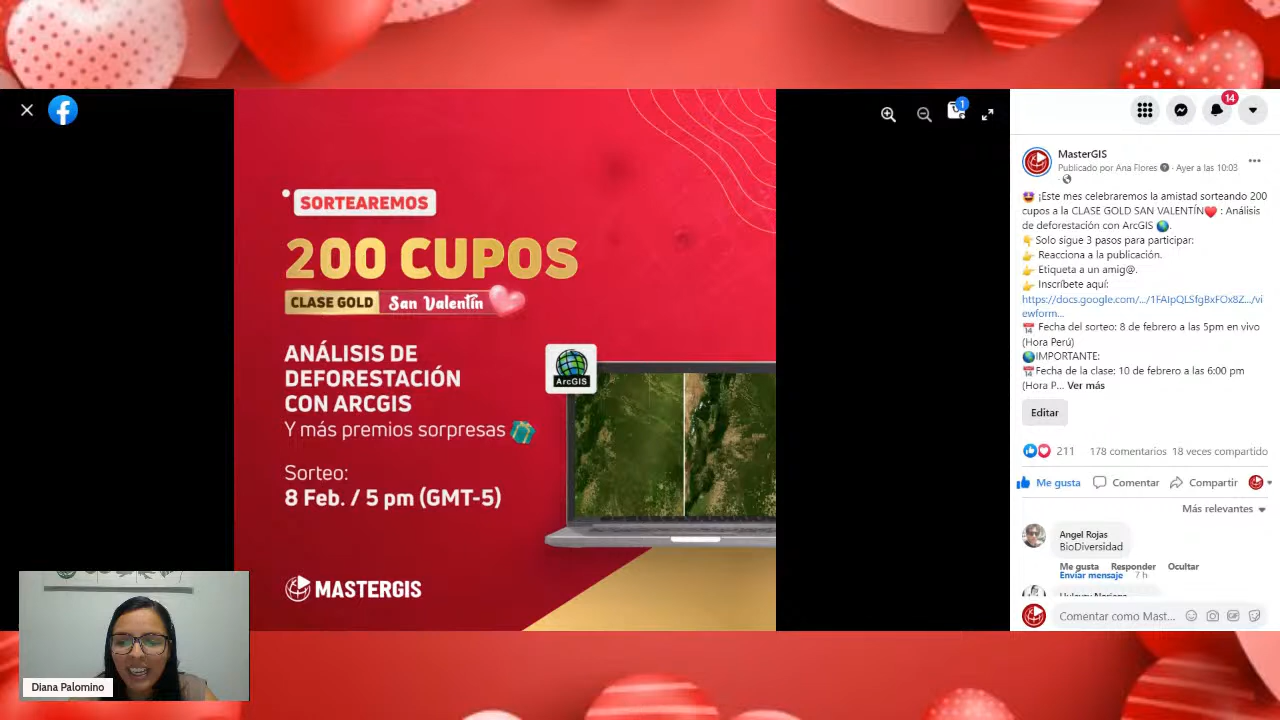 SORTEAREMOS
200 CUPOS
CLASE GOLD San Valentín
ANÁLISIS DE
DEFORESTACIÓN
CON ARCGIS
Y más premios sorpresas
Sorteo:
8 Feb. / 5 pm (GMT-5)
ArcGIS
MASTERGIS
Diana Palomino
1
14
MasterGIS
Publicado por Ana Flores · Ayer a las 10:03
¡Este mes celebraremos la amistad sorteando 200
cupos a la CLASE GOLD SAN VALENTÍN : Análisis
de deforestación con ArcGIS .
Solo sigue 3 pasos para participar:
Reacciona a la publicación.
Etiqueta a un amig@.
Inscríbete aquí:
https://docs.google.com/.../1FAIpQLSfgBxFOx8Z.../vi
ewform...
Fecha del sorteo: 8 de febrero a las 5pm en vivo
(Hora Perú)
IMPORTANTE:
Fecha de la clase: 10 de febrero a las 6:00 pm
(Hora P... Ver más
Editar
211 178 comentarios 18 veces compartido
Me gusta Comentar Compartir
Más relevantes
Angel Rojas
BioDiversidad
Me gusta Responder Ocultar
Enviar mensaje 7 h
Comentar como Mast...